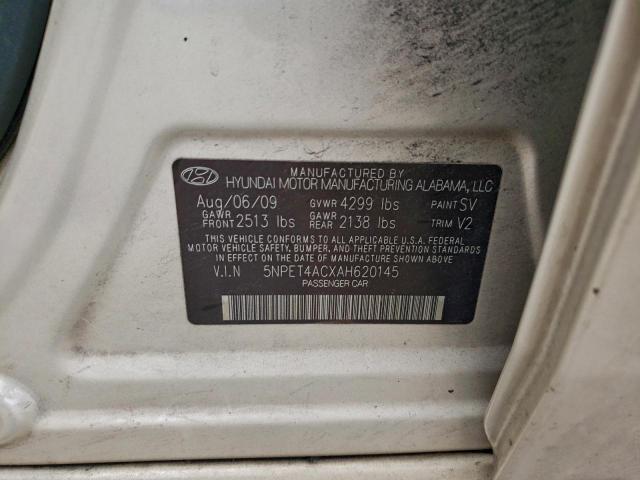 MANUFACTURED BY
HYUNDAI MOTOR MANUFACTURING ALABAMA, LLC
Aug/06/09 GVWR 4299 lbs PAINT SV
GAWR FRONT 2513 lbs GAWR REAR 2138 lbs TRIM V2
THIS VEHICLE CONFORMS TO ALL APPLICABLE U.S.A. FEDERAL
MOTOR VEHICLE SAFETY, BUMPER, AND THEFT PREVENTION
STANDARDS IN EFFECT ON THE DATE OF MANUFACTURE SHOWN ABOVE.
V.I.N 5NPET4ACXAH620145
PASSENGER CAR